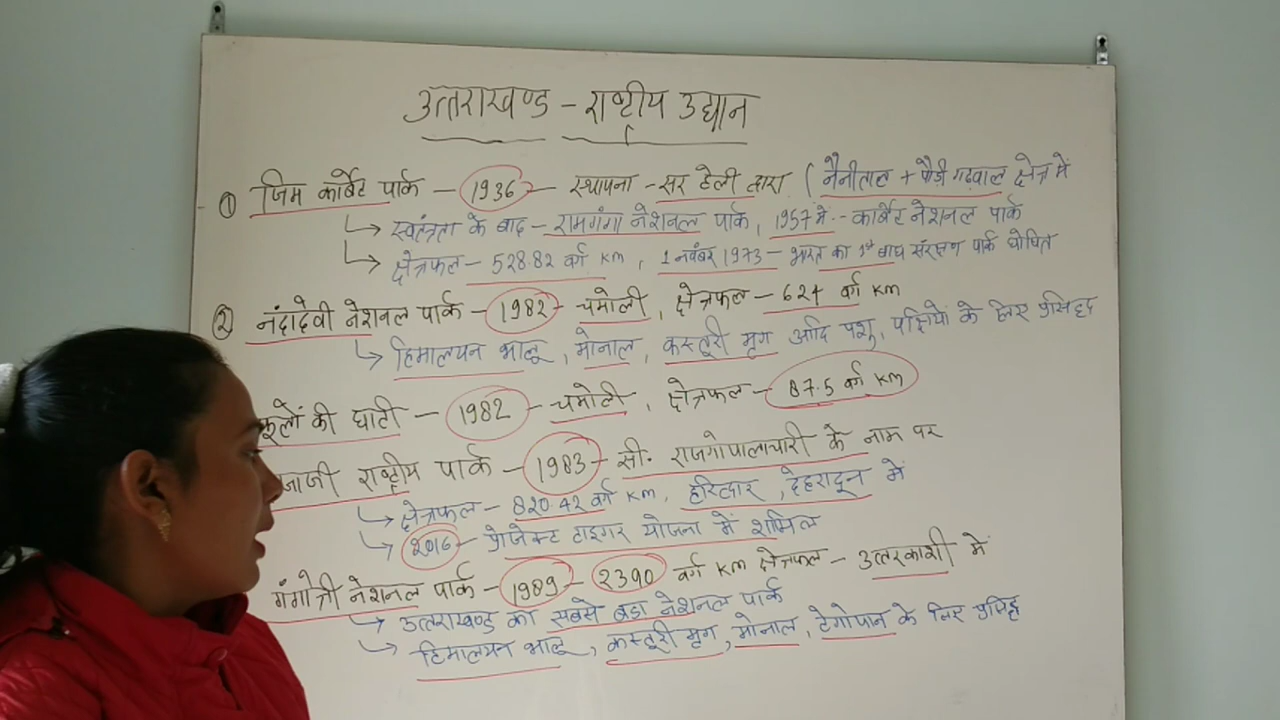 उत्तराखण्ड - राष्ट्रीय उद्यान
① जिम कार्बेट पार्क - 1936 - स्थापना - सर हेली द्वारा (नैनीताल + पौड़ी गढ़वाल क्षेत्र मे
↳ स्वतंत्रता के बाद - रामगंगा नेशनल पार्क, 1957 में - कार्बेट नेशनल पार्क
↳ क्षेत्रफल - 528.82 वर्ग km, 1 नवंबर 1973 - भारत का 1st बाघ संरक्षण पार्क घोषित
② नंदादेवी नेशनल पार्क - 1982 - चमोली, क्षेत्रफल - 624 वर्ग km
↳ हिमालयन भालू, मोनाल, कस्तूरी मृग आदि पशु, पक्षियों के लिए प्रसिद्ध
फूलों की घाटी - 1982 - चमोली, क्षेत्रफल - 87.5 वर्ग km
जाजी राष्ट्रीय पार्क - 1983 - सी. राजगोपालाचारी के नाम पर
↳ क्षेत्रफल - 820.42 वर्ग km, हरिद्वार, देहरादून में
↳ 2016 - प्रोजेक्ट टाइगर योजना में शामिल
गंगोत्री नेशनल पार्क - 1989 - 2390 वर्ग km क्षेत्रफल - उत्तरकाशी में
↳ उत्तराखण्ड का सबसे बड़ा नेशनल पार्क
↳ हिमालयन भालू, कस्तूरी मृग, मोनाल, टेगोपान के लिए प्रसिद्ध